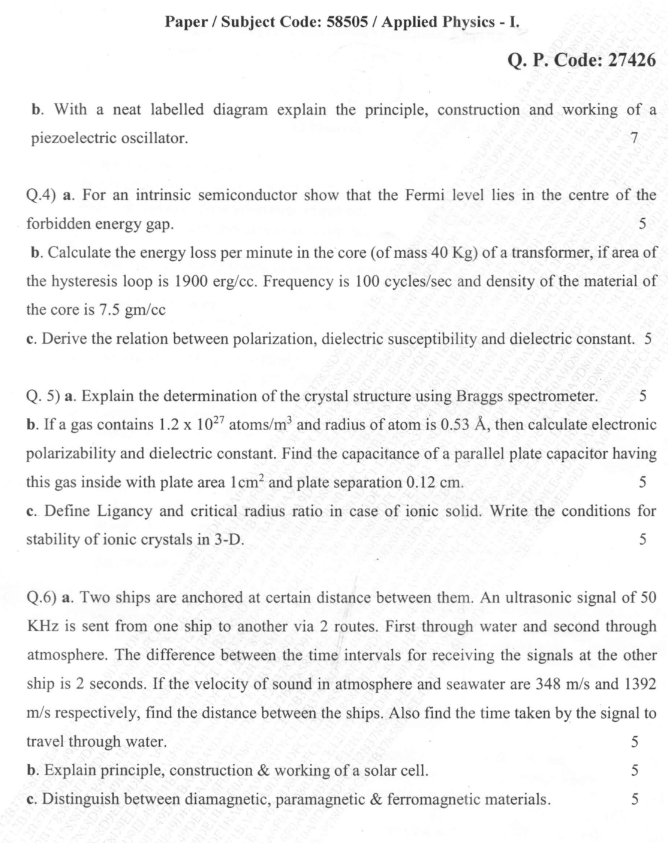 Paper / Subject Code: 58505 / Applied Physics - I.
Q. P. Code: 27426
b. With a neat labelled diagram explain the principle, construction and working of a
piezoelectric oscillator. 7
Q.4) a. For an intrinsic semiconductor show that the Fermi level lies in the centre of the
forbidden energy gap. 5
b. Calculate the energy loss per minute in the core (of mass 40 Kg) of a transformer, if area of
the hysteresis loop is 1900 erg/cc. Frequency is 100 cycles/sec and density of the material of
the core is 7.5 gm/cc
c. Derive the relation between polarization, dielectric susceptibility and dielectric constant. 5
Q. 5) a. Explain the determination of the crystal structure using Braggs spectrometer. 5
b. If a gas contains 1.2 x 10²⁷ atoms/m³ and radius of atom is 0.53 Å, then calculate electronic
polarizability and dielectric constant. Find the capacitance of a parallel plate capacitor having
this gas inside with plate area 1cm² and plate separation 0.12 cm. 5
c. Define Ligancy and critical radius ratio in case of ionic solid. Write the conditions for
stability of ionic crystals in 3-D. 5
Q.6) a. Two ships are anchored at certain distance between them. An ultrasonic signal of 50
KHz is sent from one ship to another via 2 routes. First through water and second through
atmosphere. The difference between the time intervals for receiving the signals at the other
ship is 2 seconds. If the velocity of sound in atmosphere and seawater are 348 m/s and 1392
m/s respectively, find the distance between the ships. Also find the time taken by the signal to
travel through water. 5
b. Explain principle, construction & working of a solar cell. 5
c. Distinguish between diamagnetic, paramagnetic & ferromagnetic materials. 5